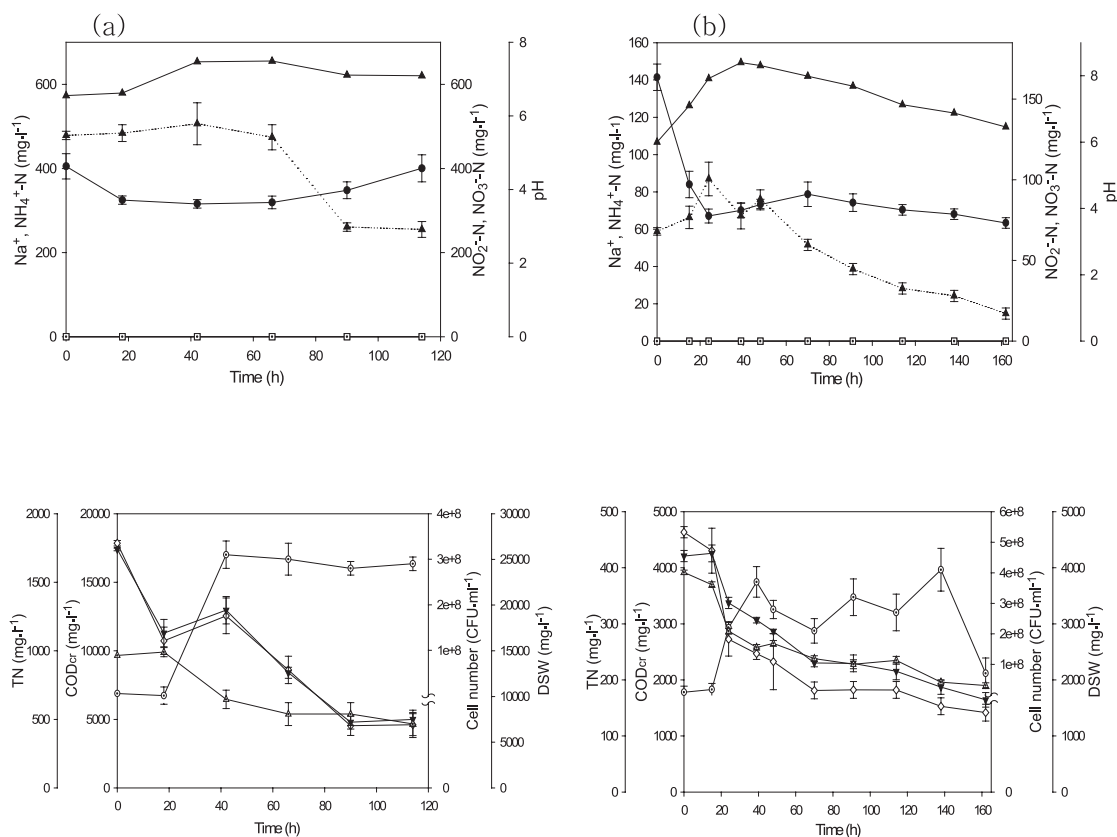 (a)
8
6
4
2
0
600
400
200
0
600
400
200
0
0 20 40 60 80 100 120
Time (h)
Na⁺, NH₄⁺-N (mg·l⁻¹)
NO₂⁻-N, NO₃⁻-N (mg·l⁻¹)
pH
(b)
160
140
120
100
80
60
40
20
0
150
100
50
0
8
6
4
2
0
0 20 40 60 80 100 120 140 160
Time (h)
Na⁺, NH₄⁺-N (mg·l-1)
NO₂⁻-N, NO₃⁻-N (mg·l⁻¹)
pH
2000
1500
1000
500
0
20000
15000
10000
5000
0
4e+8
3e+8
2e+8
1e+8
0
30000
25000
20000
15000
10000
5000
0
0 20 40 60 80 100 120
Time (h)
TN (mg·l⁻¹)
CODcr (mg·l⁻¹)
Cell number (CFU·ml⁻¹)
DSW (mg·l⁻¹)
500
400
300
200
100
0
5000
4000
3000
2000
1000
0
6e+8
5e+8
4e+8
3e+8
2e+8
1e+8
0
5000
4000
3000
2000
1000
0
0 20 40 60 80 100 120 140 160
Time (h)
TN (mg·l⁻¹)
CODcr (mg·l⁻¹)
Cell number (CFU·ml⁻¹)
DSW (mg·l⁻¹)